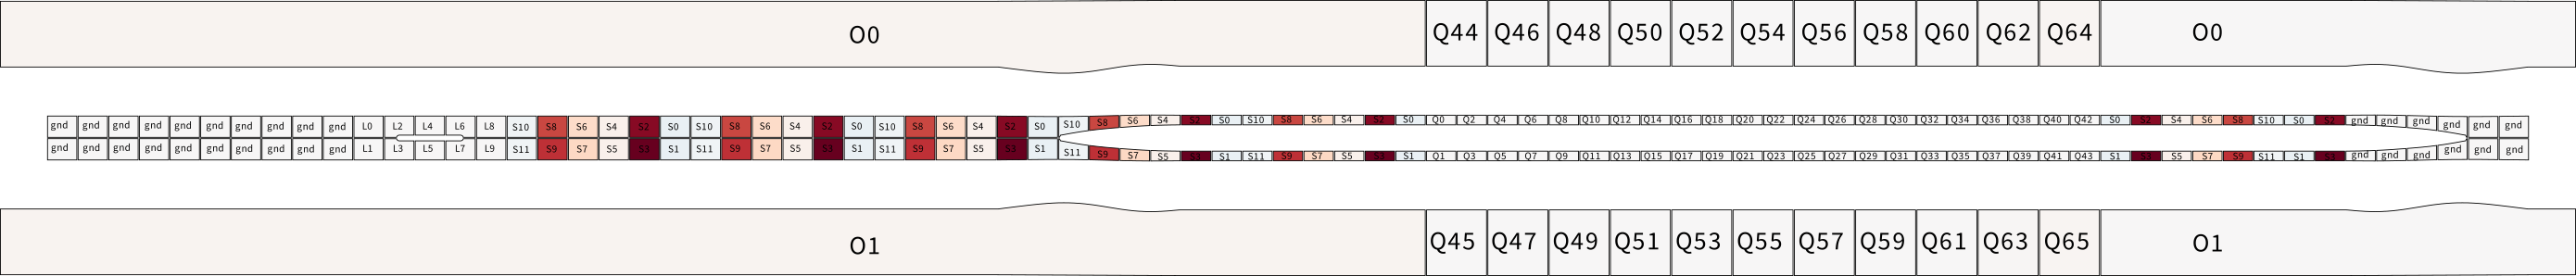 O0 Q44 Q46 Q48 Q50 Q52 Q54 Q56 Q58 Q60 Q62 Q64 O0
gnd gnd gnd gnd gnd gnd gnd gnd gnd gnd L0 L2 L4 L6 L8 S10 S8 S6 S4 S2 S0 S10 S8 S6 S4 S2 S0 S10 S8 S6 S4 S2 S0 S10 S8 S6 S4 S2 S0 S10 S8 S6 S4 S2 S0 Q0 Q2 Q4 Q6 Q8 Q10 Q12 Q14 Q16 Q18 Q20 Q22 Q24 Q26 Q28 Q30 Q32 Q34 Q36 Q38 Q40 Q42 S0 S2 S4 S6 S8 S10 S0 S2 gnd gnd gnd gnd gnd gnd
gnd gnd gnd gnd gnd gnd gnd gnd gnd gnd L1 L3 L5 L7 L9 S11 S9 S7 S5 S3 S1 S11 S9 S7 S5 S3 S1 S11 S9 S7 S5 S3 S1 S11 S9 S7 S5 S3 S1 S11 S9 S7 S5 S3 S1 Q1 Q3 Q5 Q7 Q9 Q11 Q13 Q15 Q17 Q19 Q21 Q23 Q25 Q27 Q29 Q31 Q33 Q35 Q37 Q39 Q41 Q43 S1 S3 S5 S7 S9 S11 S1 S3 gnd gnd gnd gnd gnd gnd
O1 Q45 Q47 Q49 Q51 Q53 Q55 Q57 Q59 Q61 Q63 Q65 O1